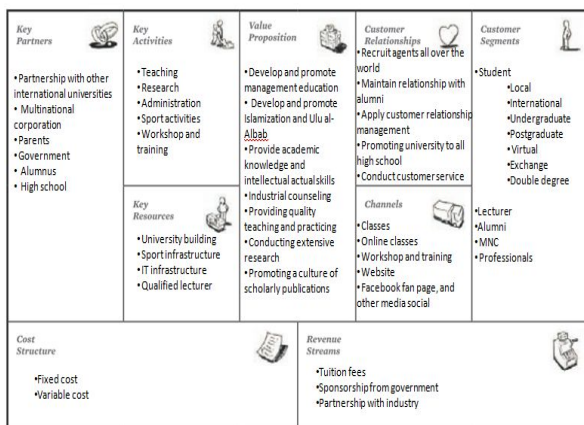 Key
Partners
•Partnership with other
international universities
• Multinational
corporation
•Parents
•Government
• Alumnus
• High school
Key
Activities
•Teaching
•Research
•Administration
•Sport activities
•Workshop and
training
Key
Resources
•University building
•Sport infrastructure
•IT infrastructure
•Qualified lecturer
Value
Proposition
•Develop and promote
management education
• Develop and promote
Islamization and Ulu al-
Albab
•Provide academic
knowledge and
intellectual actual skills
•Industrial counseling
•Providing quality
teaching and practicing
•Conducting extensive
research
•Promoting a culture of
scholarly publications
Customer
Relationships
•Recruit agents all over the
world
•Maintain relationship with
alumni
•Apply customer relationship
management
•Promoting university to all
high school
•Conduct customer service
Channels
•Classes
•Online classes
•Workshop and training
•Website
•Facebook fan page, and
other media social
Customer
Segments
•Student
•Local
•International
•Undergraduate
•Postgraduate
•Virtual
•Exchange
•Double degree
•Lecturer
•Alumni
•MNC
•Professionals
Cost
Structure
•Fixed cost
•Variable cost
Revenue
Streams
•Tuition fees
•Sponsorship from government
•Partnership with industry